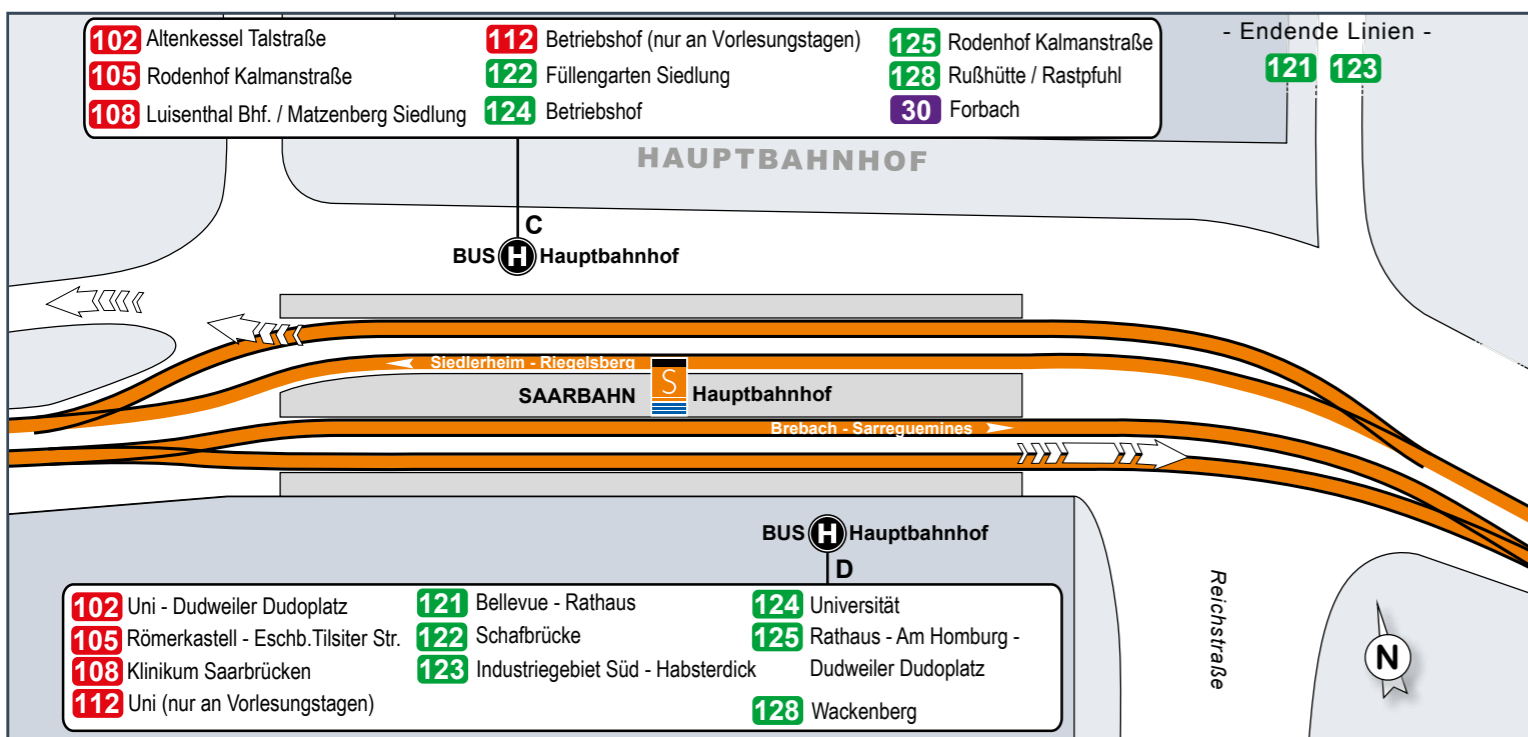 102 Altenkessel Talstraße
105 Rodenhof Kalmanstraße
108 Luisenthal Bhf. / Matzenberg Siedlung
112 Betriebshof (nur an Vorlesungstagen)
122 Füllengarten Siedlung
124 Betriebshof
125 Rodenhof Kalmanstraße
128 Rußhütte / Rastpfuhl
30 Forbach
- Endende Linien -
121 123
HAUPTBAHNHOF
C
BUS H Hauptbahnhof
Siedlerheim - Riegelsberg
SAARBAHN S Hauptbahnhof
Brebach - Sarreguemines
BUS H Hauptbahnhof
D
102 Uni - Dudweiler Dudoplatz
105 Römerkastell - Eschb.Tilsiter Str.
108 Klinikum Saarbrücken
112 Uni (nur an Vorlesungstagen)
121 Bellevue - Rathaus
122 Schafbrücke
123 Industriegebiet Süd - Habsterdick
124 Universität
125 Rathaus - Am Homburg -
Dudweiler Dudoplatz
128 Wackenberg
Reichstraße
N